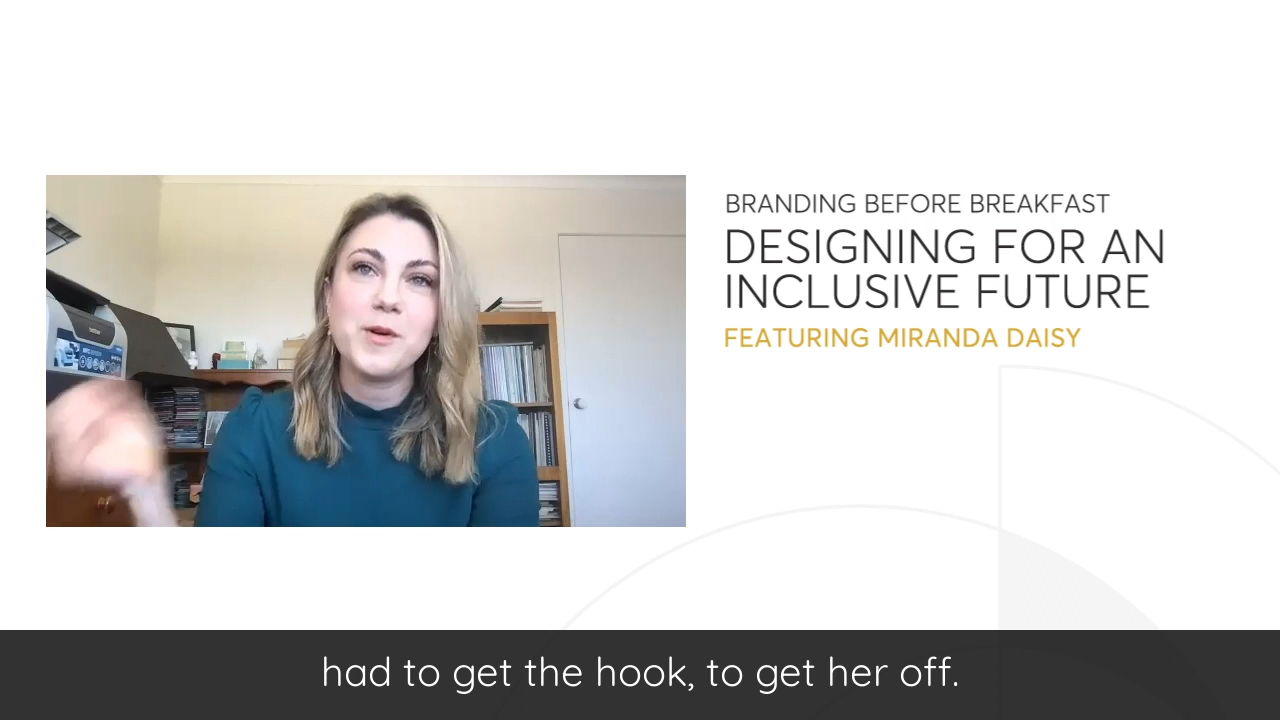 BRANDING BEFORE BREAKFAST
DESIGNING FOR AN
INCLUSIVE FUTURE
FEATURING MIRANDA DAISY
had to get the hook, to get her off.